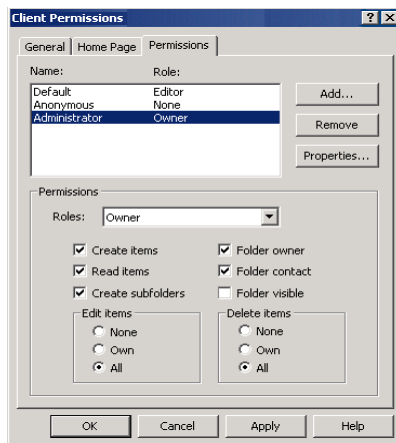 Client Permissions
General Home Page Permissions
Name: Role:
Default Editor
Anonymous None
Administrator Owner
Add...
Remove
Properties...
Permissions
Roles: Owner
Create items Folder owner
Read items Folder contact
Create subfolders Folder visible
Edit items Delete items
None None
Own Own
All All
OK Cancel Apply Help